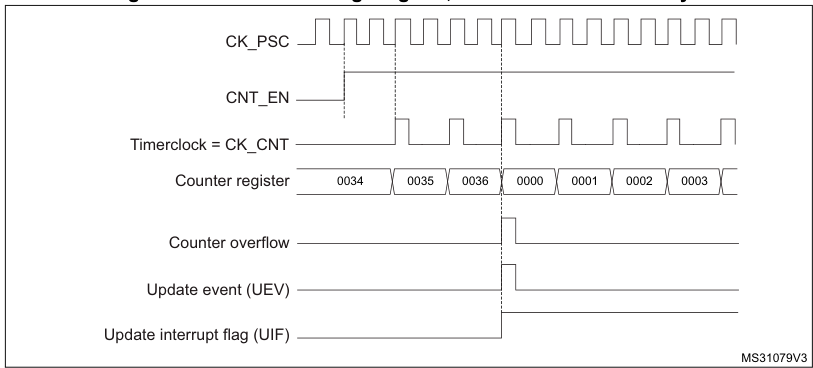 CK_PSC
CNT_EN
Timerclock = CK_CNT
Counter register 0034 0035 0036 0000 0001 0002 0003
Counter overflow
Update event (UEV)
Update interrupt flag (UIF)
MS31079V3